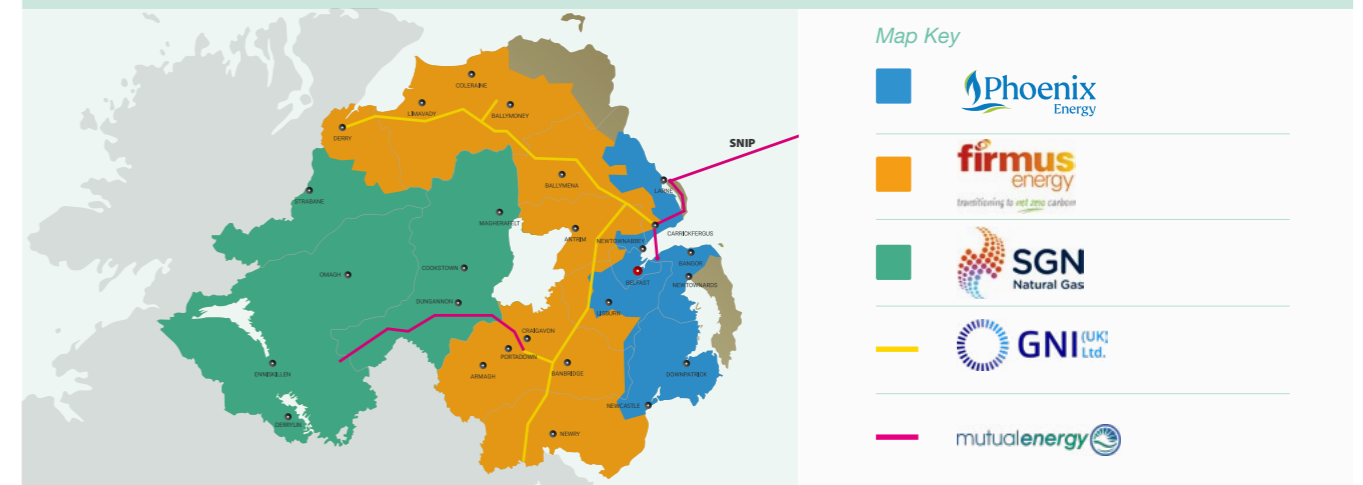 COLERAINE
LIMAVADY
BALLYMONEY
DERRY
SNIP
BALLYMENA
LARNE
STRABANE
MAGHERAFELT
CARRICKFERGUS
ANTRIM
NEWTOWNABBEY
BANGOR
OMAGH
COOKSTOWN
BELFAST
NEWTOWNARDS
DUNGANNON
LISBURN
CRAIGAVON
PORTADOWN
ENNISKILLEN
ARMAGH
BANBRIDGE
DOWNPATRICK
NEWCASTLE
DERRYLIN
NEWRY
Map Key
Phoenix
Energy
firmus
energy
transitioning to net zero carbon
SGN
Natural Gas
GNI (UK) Ltd.
mutualenergy